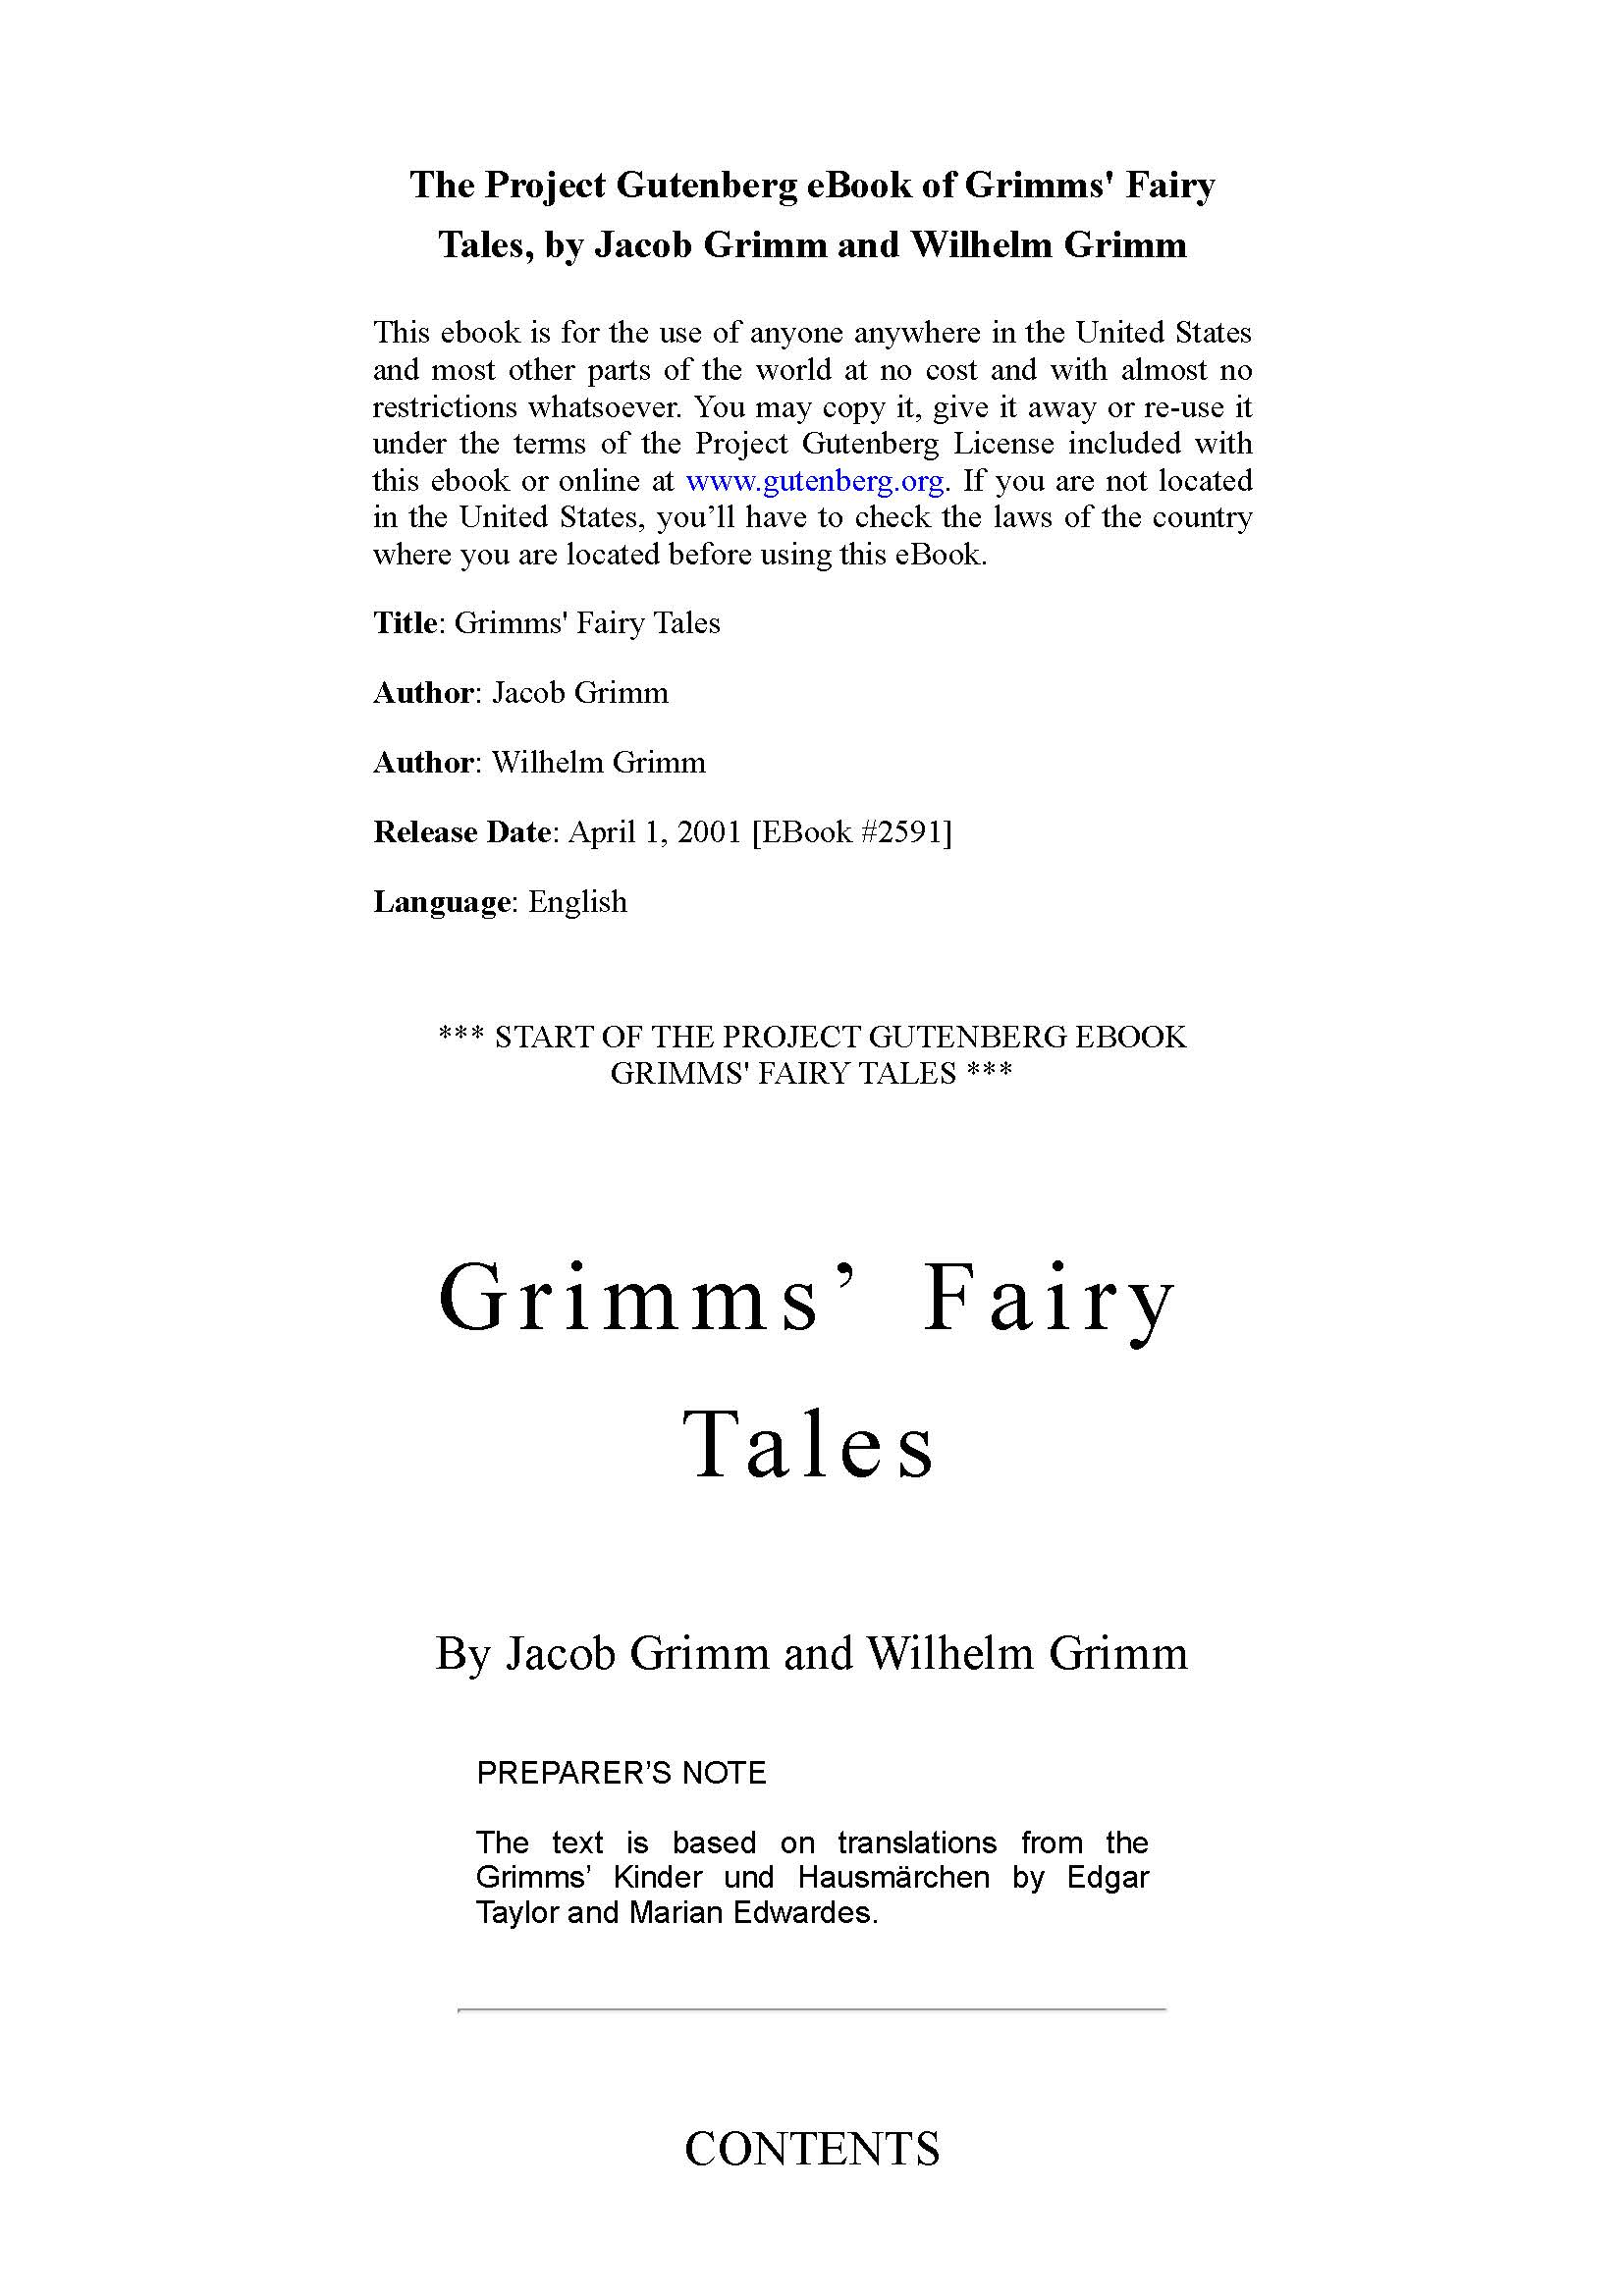 The Project Gutenberg eBook of Grimms' Fairy
Tales, by Jacob Grimm and Wilhelm Grimm
This ebook is for the use of anyone anywhere in the United States
and most other parts of the world at no cost and with almost no
restrictions whatsoever. You may copy it, give it away or re-use it
under the terms of the Project Gutenberg License included with
this ebook or online at www.gutenberg.org. If you are not located
in the United States, you’ll have to check the laws of the country
where you are located before using this eBook.
Title: Grimms' Fairy Tales
Author: Jacob Grimm
Author: Wilhelm Grimm
Release Date: April 1, 2001 [EBook #2591]
Language: English
*** START OF THE PROJECT GUTENBERG EBOOK
GRIMMS' FAIRY TALES ***
Grimms’ Fairy
Tales
By Jacob Grimm and Wilhelm Grimm
PREPARER’S NOTE
The text is based on translations from the
Grimms’ Kinder und Hausmärchen by Edgar
Taylor and Marian Edwardes.
CONTENTS